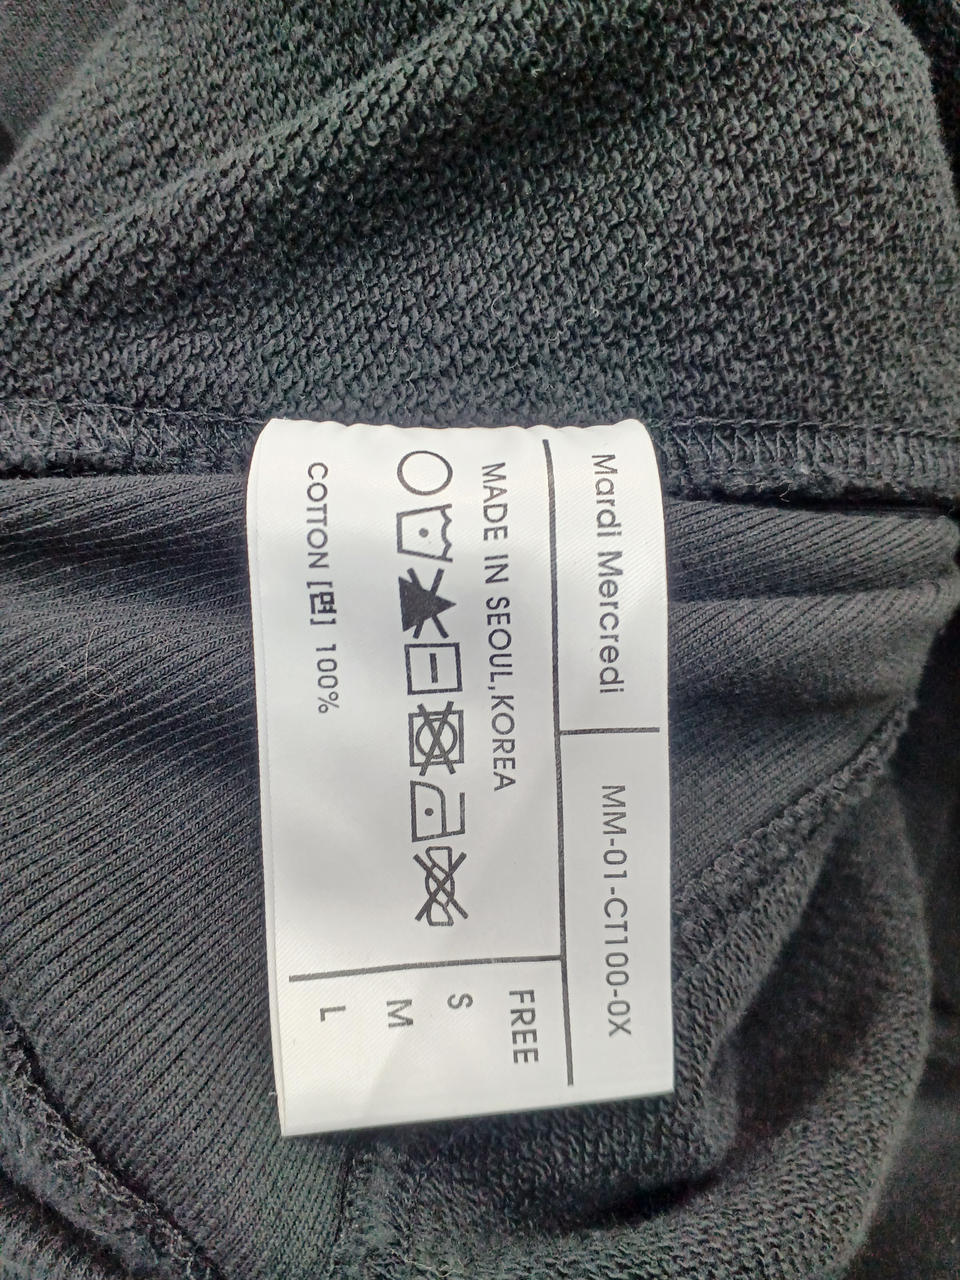 Mardi Mercredi
MM-01-CT100-0X
MADE IN SEOUL,KOREA
COTTON [면] 100%
FREE
S
M
L